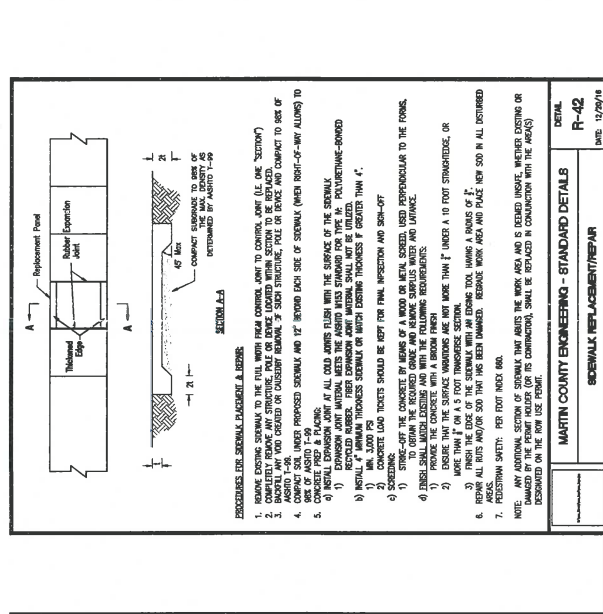 A
A
Replacement Panel
Thickened
Edge
Rubber Expansion
Joint
T
2t
2t
45° Max
COMPACT SUBGRADE TO 98% OF
THE MAX. DENSITY AS
DETERMINED BY AASHTO T-99
SECTION A-A
PROCEDURES FOR SIDEWALK PLACEMENT & REPAIR:
1. REMOVE EXISTING SIDEWALK TO THE FULL WIDTH FROM CONTROL JOINT TO CONTROL JOINT (I.E. ONE "SECTION")
2. COMPLETELY REMOVE ANY STRUCTURE, POLE OR DEVICE LOCATED WITHIN SECTION TO BE REPLACED.
3. BACKFILL ANY VOID CREATED OR CAUSED BY REMOVAL OF SUCH STRUCTURE, POLE OR DEVICE AND COMPACT TO 98% OF
AASHTO T-99.
4. COMPACT SOIL UNDER PROPOSED SIDEWALK AND 12" BEYOND EACH SIDE OF SIDEWALK (WHEN RIGHT-OF-WAY ALLOWS) TO
98% OF AASHTO T-99
5. CONCRETE PREP & PLACING:
a) INSTALL EXPANSION JOINT AT ALL COLD JOINTS FLUSH WITH THE SURFACE OF THE SIDEWALK
1) EXPANSION JOINT MATERIAL MEETS THE AASHTO M153 STANDARD FOR TYPE IV: POLYURETHANE-BONDED
RECYCLED RUBBER. FIBER EXPANSION JOINT MATERIAL SHALL NOT BE UTILIZED.
b) INSTALL 4" MINIMUM THICKNESS SIDEWALK OR MATCH EXISTING THICKNESS IF GREATER THAN 4".
1) MIN. 3,000 PSI
2) CONCRETE LOAD TICKETS SHOULD BE KEPT FOR FINAL INPSECTION AND SIGN-OFF
c) SCREEDING:
1) STRIKE-OFF THE CONCRETE BY MEANS OF A WOOD OR METAL SCREED, USED PERPENDICULAR TO THE FORMS,
TO OBTAIN THE REQUIRED GRADE AND REMOVE SURPLUS WATER AND LAITANCE.
d) FINISH SHALL MATCH EXISTING AND WITH THE FOLLOWING REQUIREMENTS:
1) PROVIDE THE CONCRETE WITH A BROOM FINISH
2) ENSURE THAT THE SURFACE VARIATIONS ARE NOT MORE THAN UNDER A 10 FOOT STRAIGHTEDGE, OR
MORE THAN ON A 5 FOOT TRANSVERSE SECTION.
3) FINISH THE EDGE OF THE SIDEWALK WITH AN EDGING TOOL HAVING A RADIUS OF
6. REPAIR ALL RUTS AND/OR SOD THAT HAS BEEN DAMAGED. REGRADE WORK AREA AND PLACE NEW SOD IN ALL DISTURBED
AREAS.
7. PEDESTRIAN SAFETY: PER FDOT INDEX 660.
NOTE: ANY ADDITIONAL SECTION OF SIDEWALK THAT ABUTS THE WORK AREA AND IS DEEMED UNSAFE, WHETHER EXISTING OR
DAMAGED BY THE PERMIT HOLDER (OR ITS CONTRACTOR), SHALL BE REPLACED IN CONJUNCTION WITH THE AREA(S)
DESIGNATED ON THE ROW USE PERMIT.
MARTIN COUNTY ENGINEERING - STANDARD DETAILS
SIDEWALK REPLACEMENT/REPAIR
DETAIL
R-42
DATE: 12/20/16